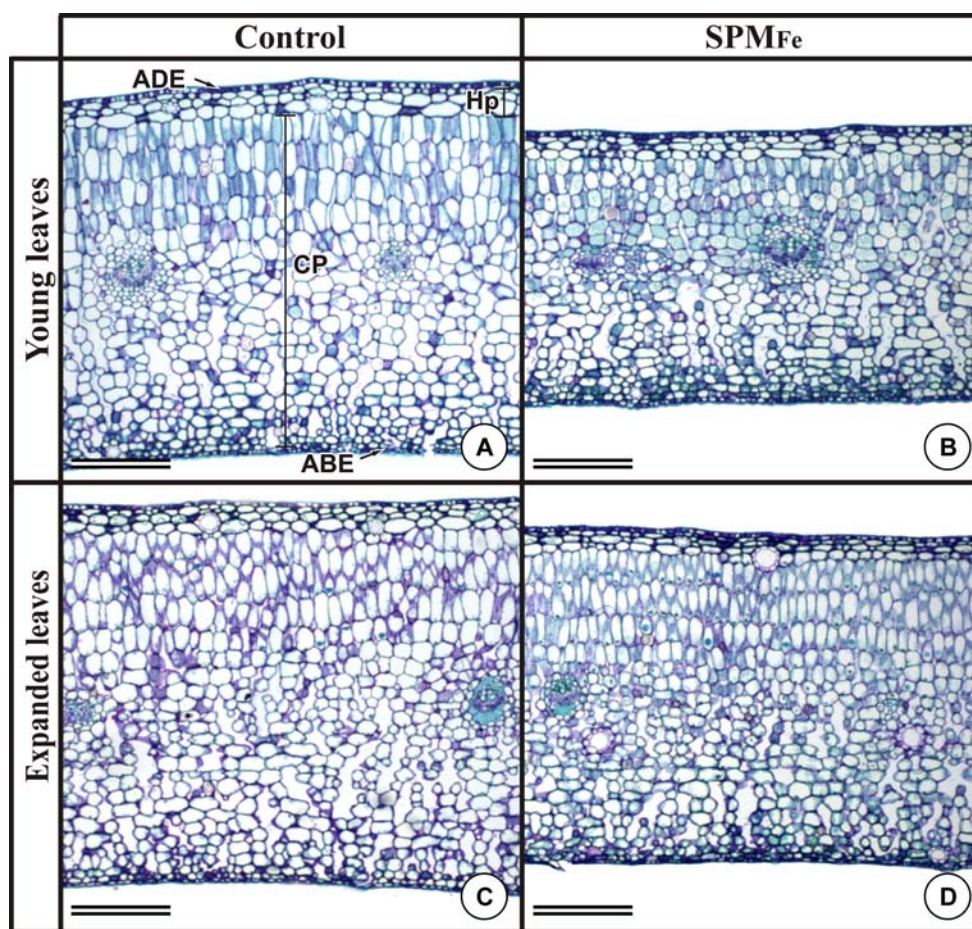 Control
SPMFe
Young leaves
ADE
Hp
CP
ABE
A
B
Expanded leaves
C
D